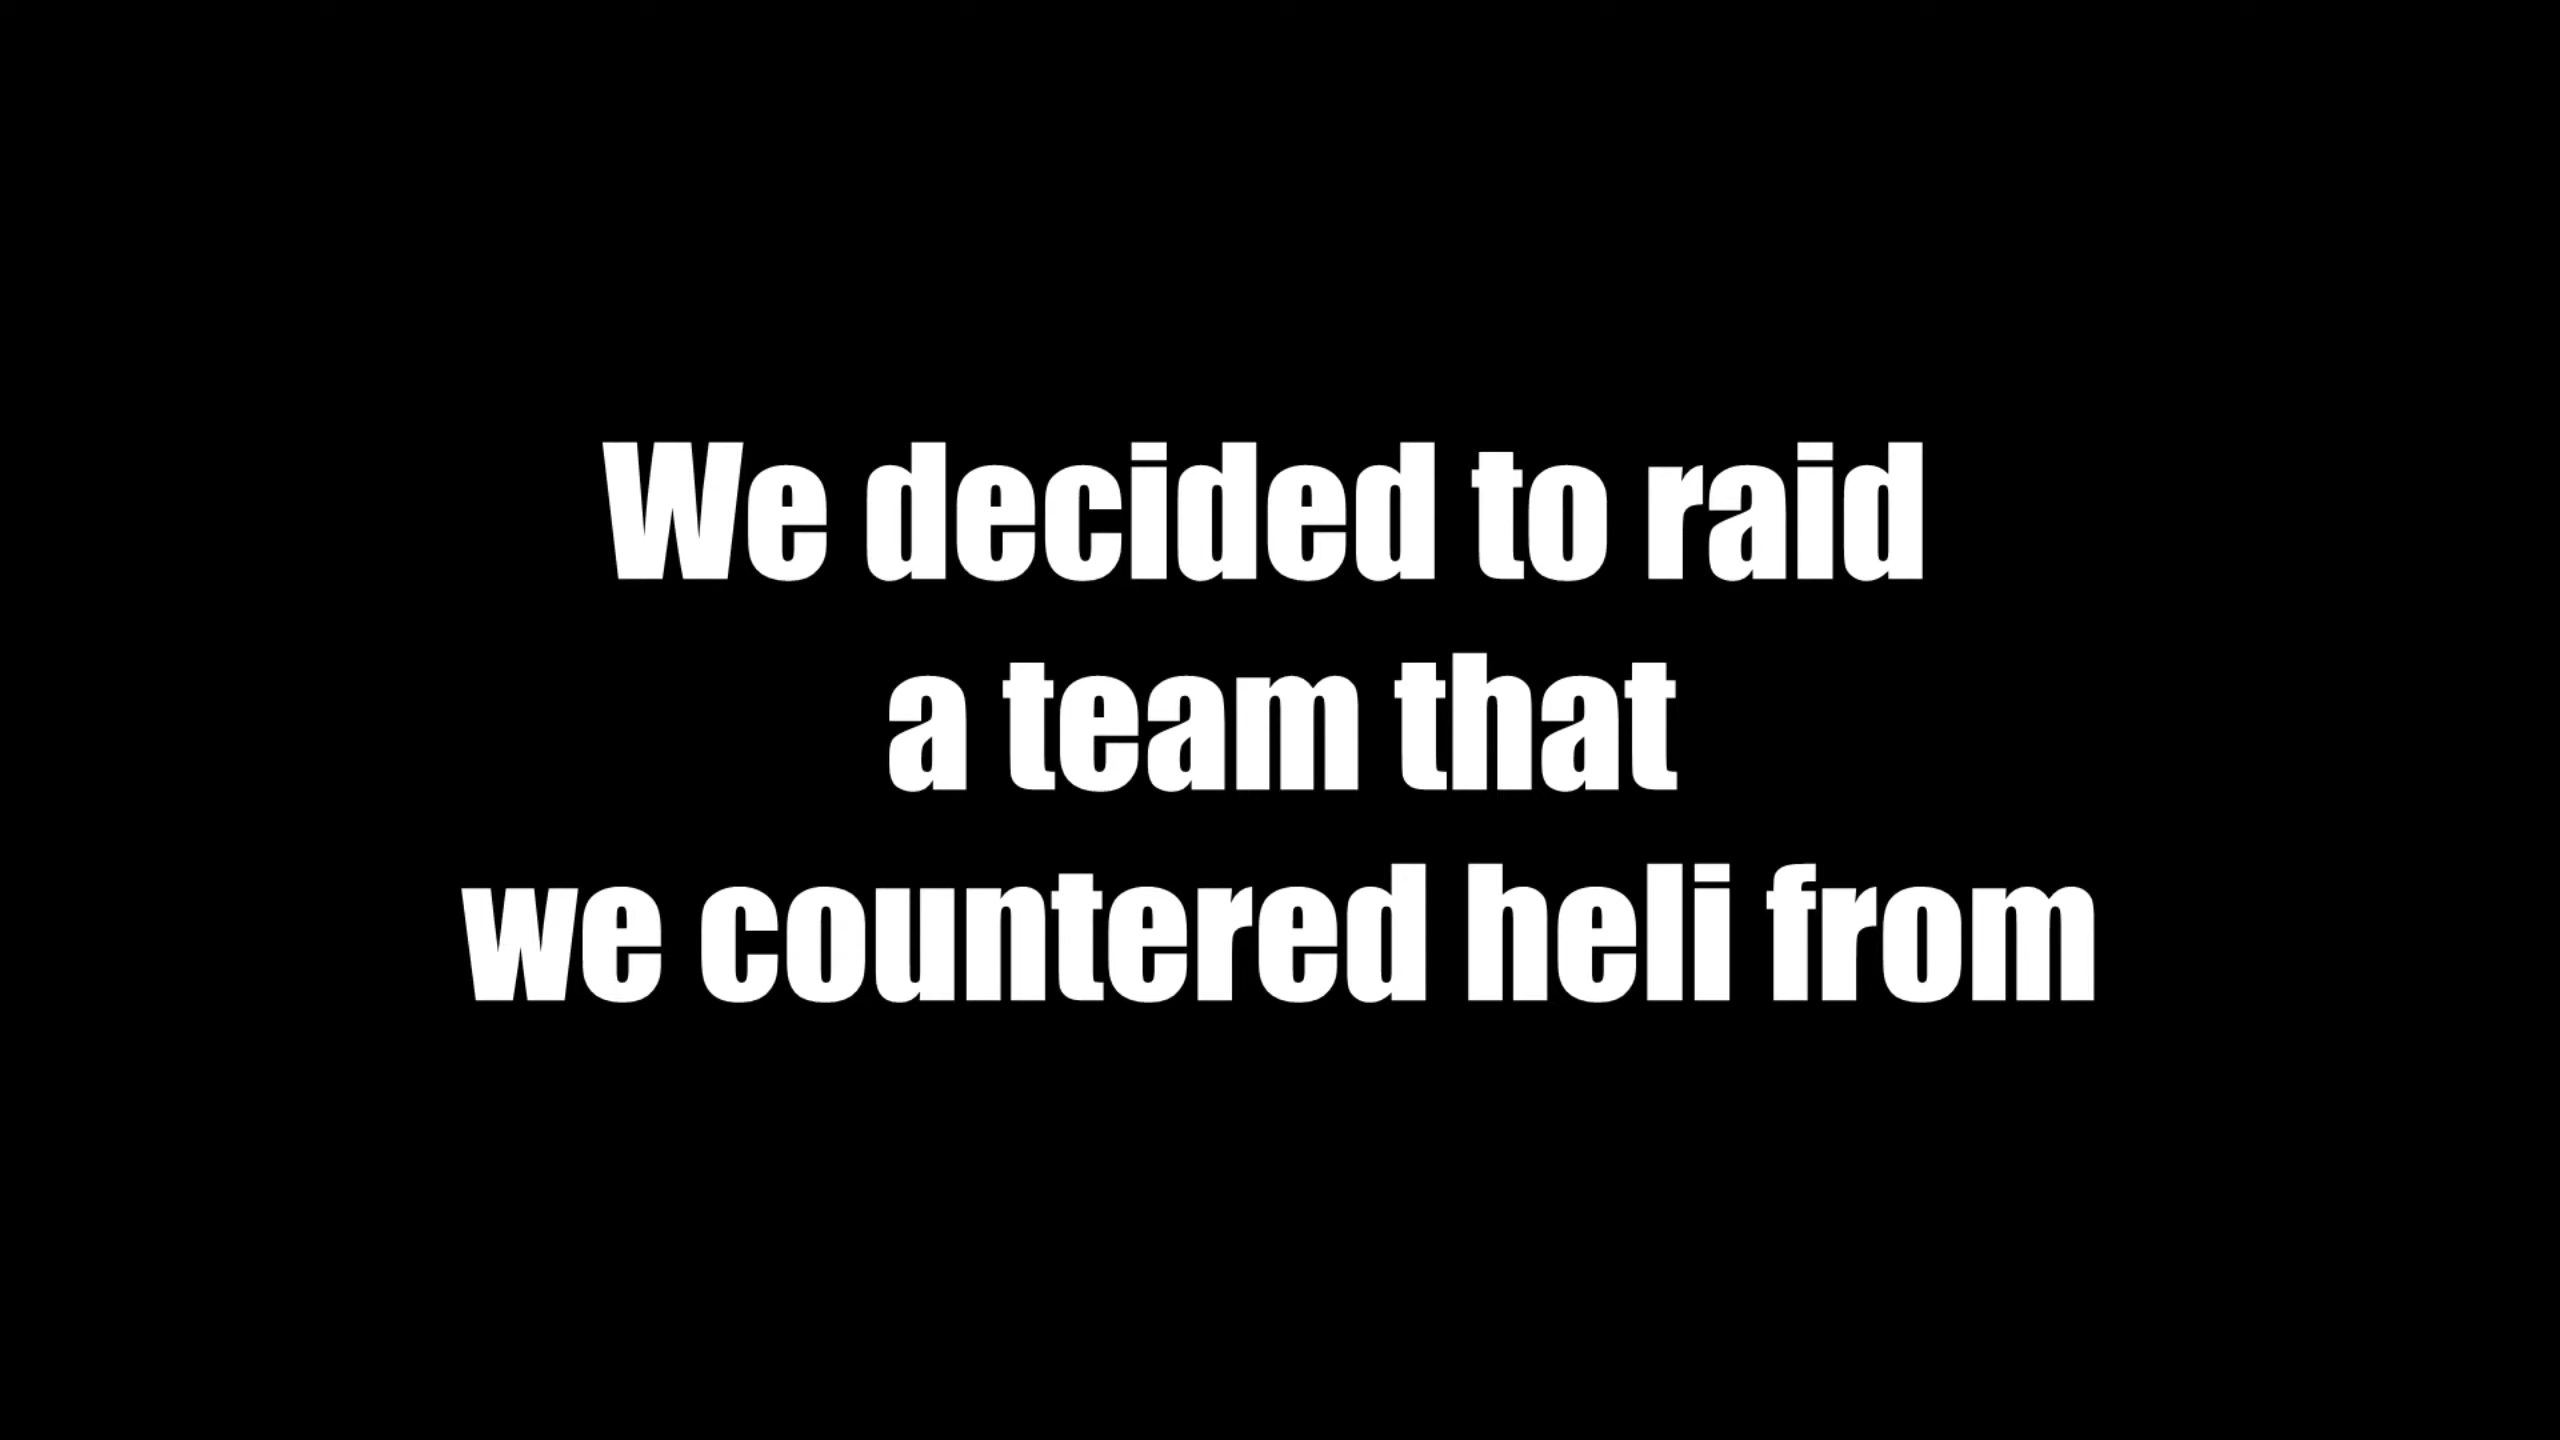 We decided to raid
a team that
we countered heli from